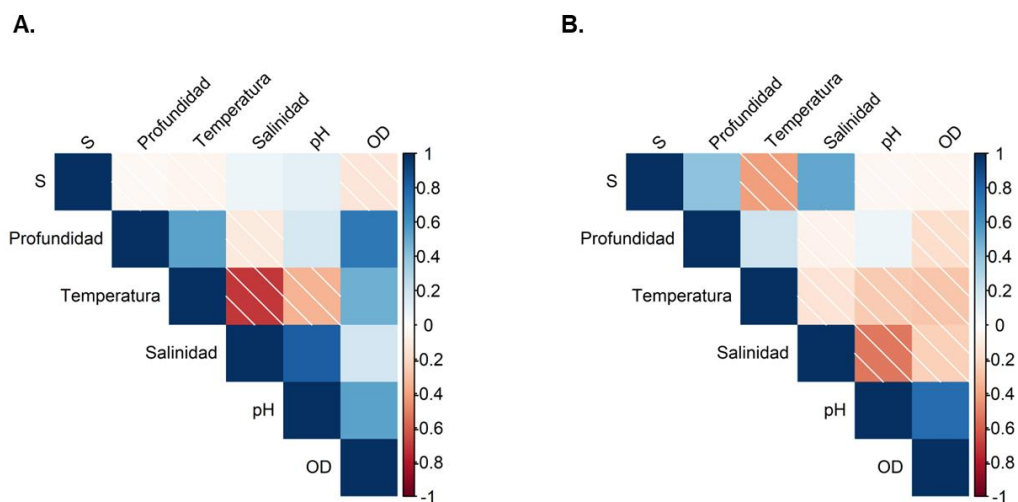 A.
S
Profundidad
Temperatura
Salinidad
pH
OD
S
Profundidad
Temperatura
Salinidad
pH
OD
1
0.8
0.6
0.4
0.2
0
-0.2
-0.4
-0.6
-0.8
-1
B.
S
Profundidad
Temperatura
Salinidad
pH
OD
S
Profundidad
Temperatura
Salinidad
pH
OD
1
0.8
0.6
0.4
0.2
0
-0.2
-0.4
-0.6
-0.8
-1